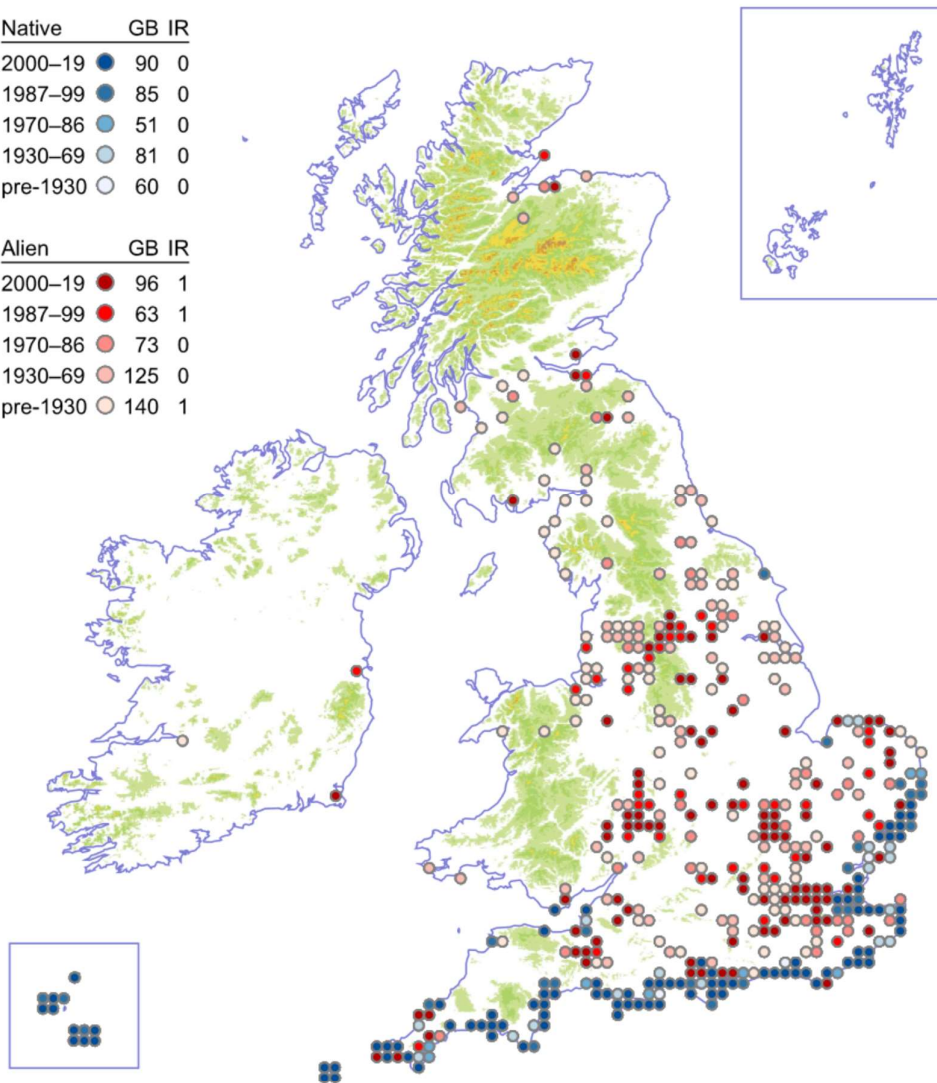 Native GB IR
2000–19 90 0
1987–99 85 0
1970–86 51 0
1930–69 81 0
pre-1930 60 0
Alien GB IR
2000–19 96 1
1987–99 63 1
1970–86 73 0
1930–69 125 0
pre-1930 140 1